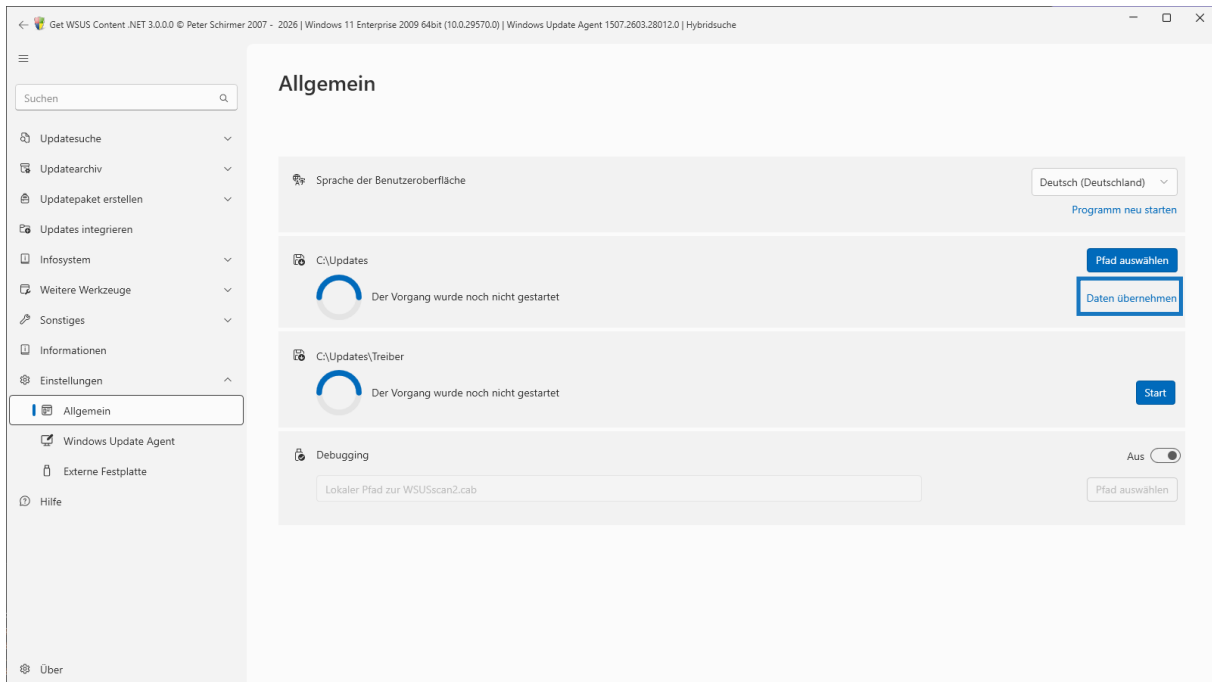 Get WSUS Content .NET 3.0.0.0 © Peter Schirmer 2007 - 2026 | Windows 11 Enterprise 2009 64bit (10.0.29570.0) | Windows Update Agent 1507.2603.28012.0 | Hybridsuche
Suchen
Updatesuche
Updatearchiv
Updatepaket erstellen
Updates integrieren
Infosystem
Weitere Werkzeuge
Sonstiges
Informationen
Einstellungen
Allgemein
Windows Update Agent
Externe Festplatte
Hilfe
Über
Allgemein
Sprache der Benutzeroberfläche
Deutsch (Deutschland)
Programm neu starten
C:\Updates
Pfad auswählen
Der Vorgang wurde noch nicht gestartet
Daten übernehmen
C:\Updates\Treiber
Der Vorgang wurde noch nicht gestartet
Start
Debugging
Aus
Lokaler Pfad zur WSUSscan2.cab
Pfad auswählen